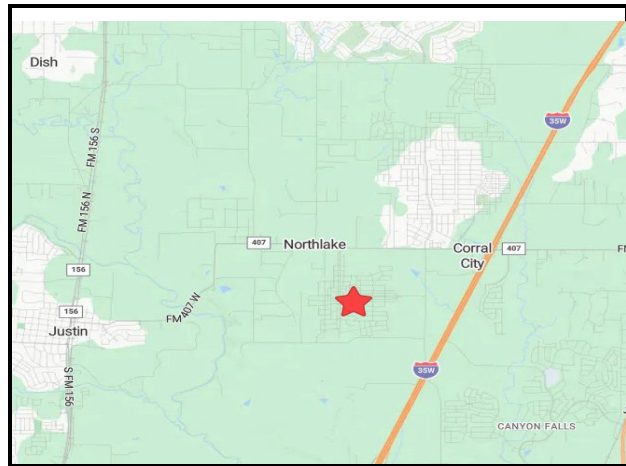 Dish
35W
FM 156 S
FM 156 N
407
Northlake
Corral
City
407
156
156
FM 407 W
Justin
35W
S FM 156
CANYON FALLS